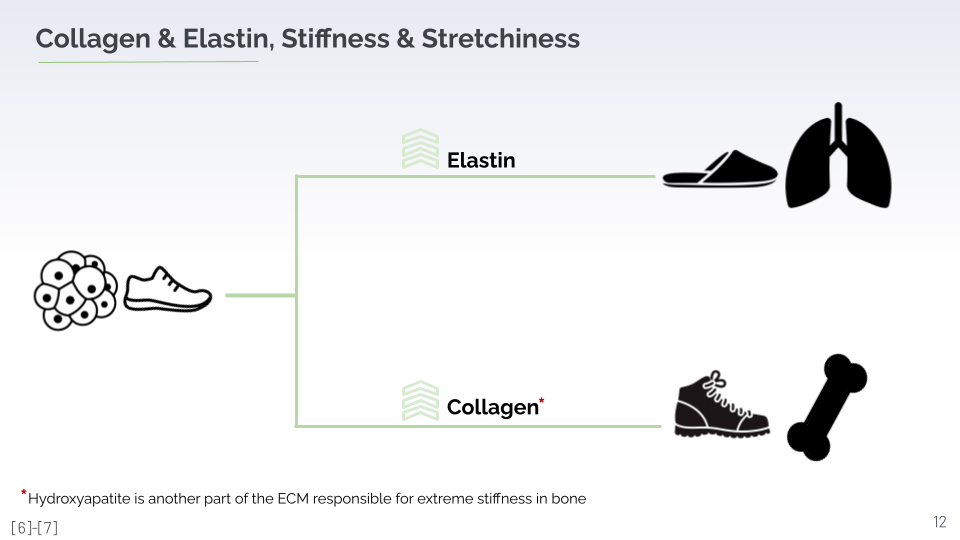 Collagen & Elastin, Stiffness & Stretchiness
Elastin
Collagen*
*Hydroxyapatite is another part of the ECM responsible for extreme stiffness in bone
[6]-[7]
12